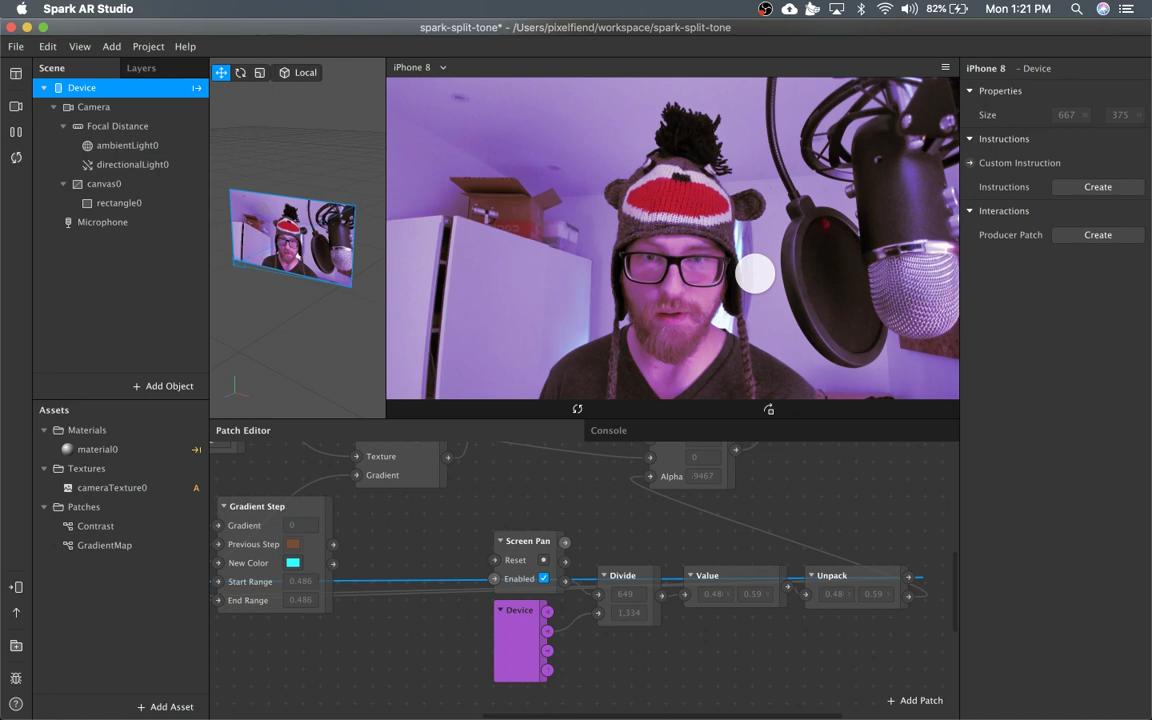 Spark AR Studio
82%
Mon 1:21 PM
spark-split-tone* - /Users/pixelfiend/workspace/spark-split-tone
File Edit View Add Project Help
Scene Layers
Device
Camera
Focal Distance
ambientLight0
directionalLight0
canvas0
rectangle0
Microphone
+ Add Object
Assets
Materials
material0
Textures
cameraTexture0 A
Patches
Contrast
GradientMap
+ Add Asset
Local
iPhone 8
iPhone 8 - Device
Properties
Size 667 375
Instructions
Custom Instruction
Instructions Create
Interactions
Producer Patch Create
Patch Editor Console
Texture
Gradient
0
Alpha .9467
Gradient Step
Gradient 0
Previous Step
New Color
Start Range 0.486
End Range 0.486
Screen Pan
Reset
Enabled
Device
Divide
649
1,334
Value
0.48 0.59
Unpack
0.48 0.59
+ Add Patch